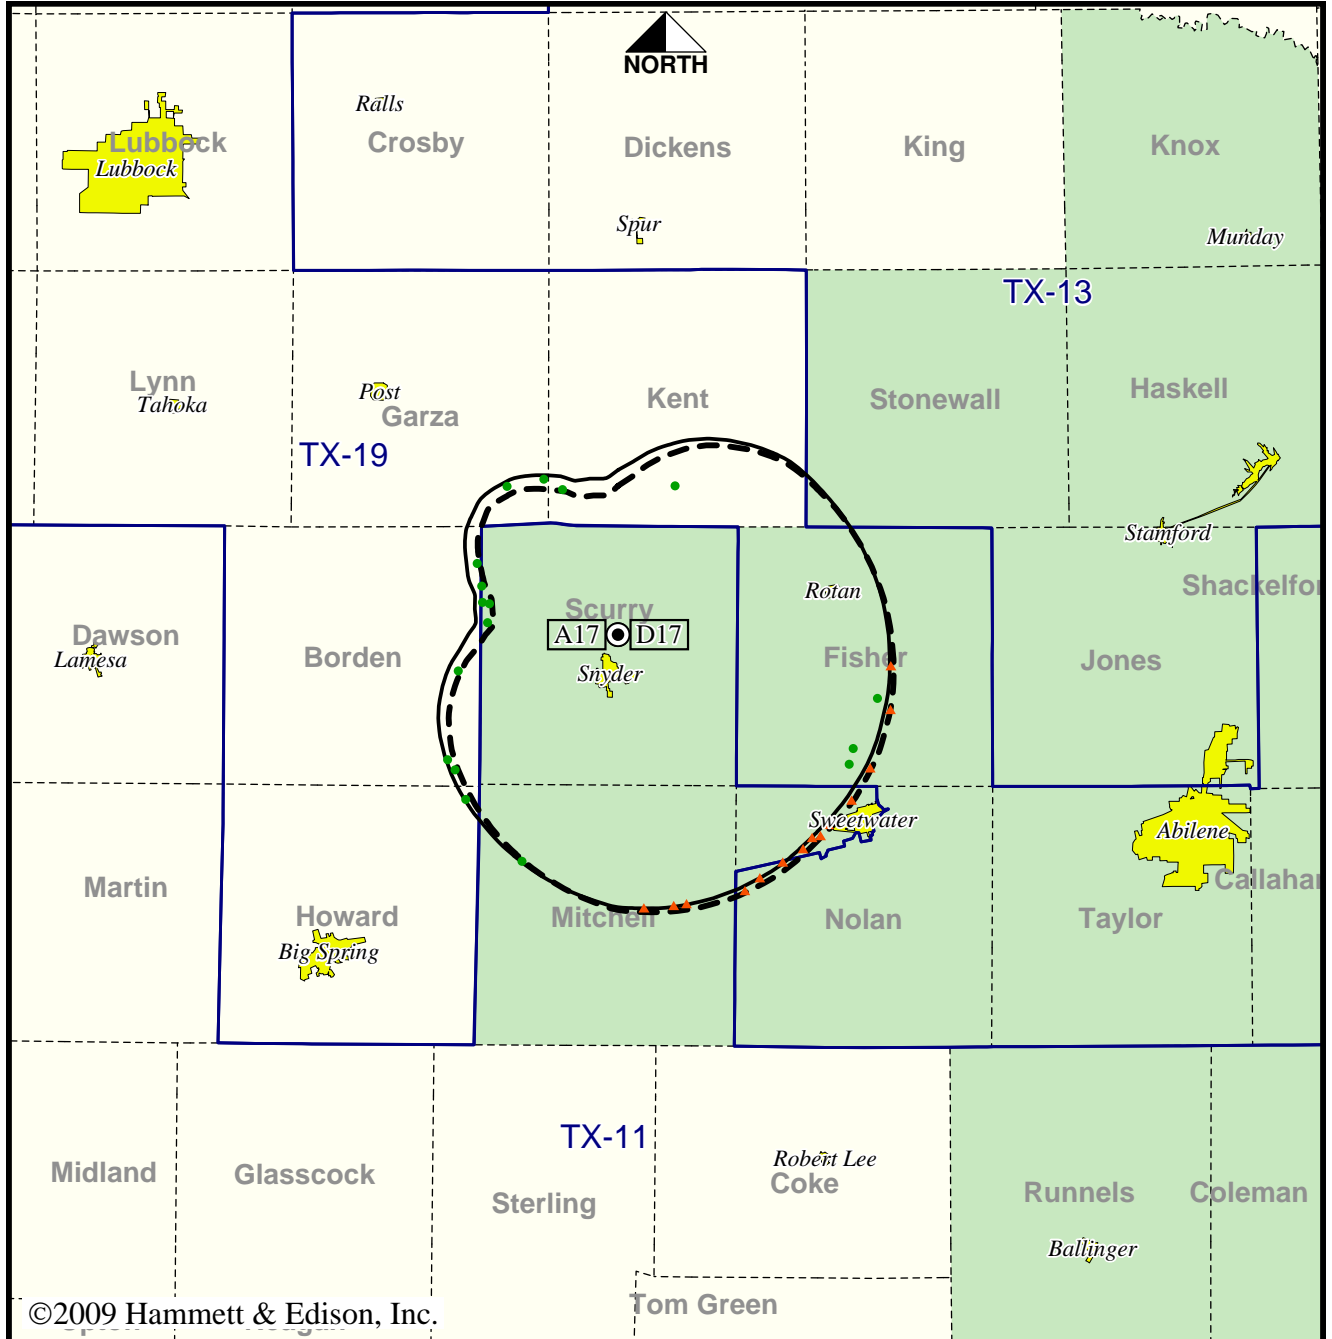 NORTH
Ralls
Lubbock
Crosby
Dickens
King
Knox
Lubbock
Spur
Munday
TX-13
Lynn
Tahoka
Post
Garza
Kent
Stonewall
Haskell
TX-19
Stamford
Rotan
Shackelfor
Scurry
Dawson
Lamesa
A17
D17
Borden
Snyder
Fisher
Jones
Sweetwater
Abilene
Martin
Howard
Mitchell
Nolan
Taylor
Callahan
Big Spring
TX-11
Midland
Glasscock
Sterling
Robert Lee
Coke
Runnels
Coleman
Ballinger
Tom Green
©2009 Hammett & Edison, Inc.